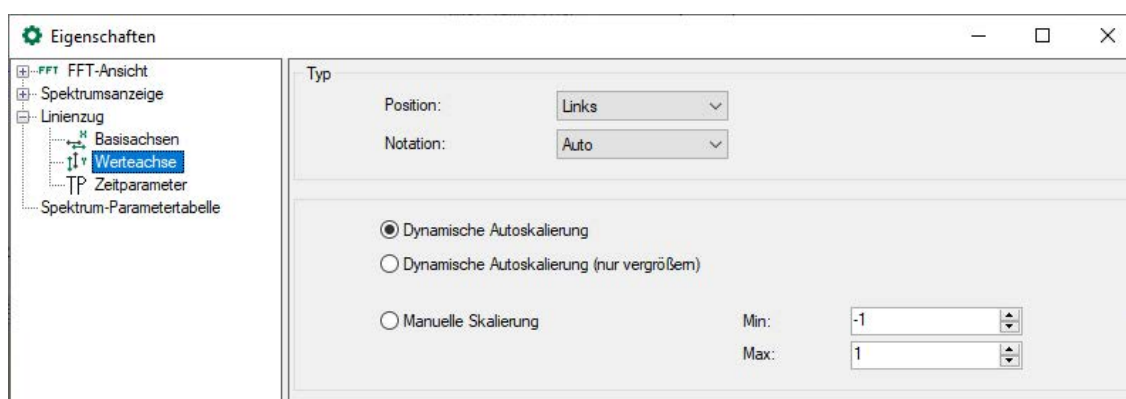 Eigenschaften
FFT FFT-Ansicht
Spektrumsanzeige
Linienzug
X Basisachsen
Y Werteachse
TP Zeitparameter
Spektrum-Parametertabelle
Typ
Position: Links
Notation: Auto
Dynamische Autoskalierung
Dynamische Autoskalierung (nur vergrößern)
Manuelle Skalierung Min: -1
Max: 1